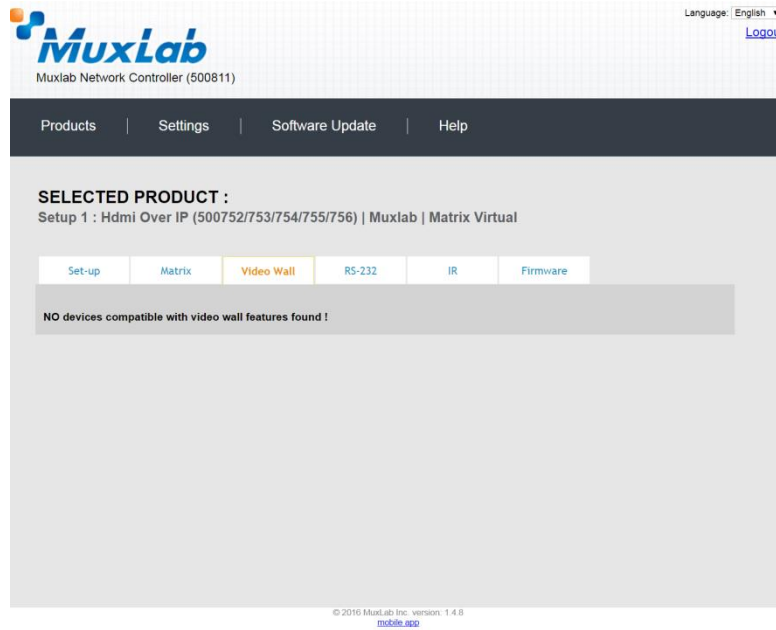 Language: English
Logou
MuxLab
Muxlab Network Controller (500811)
Products | Settings | Software Update | Help
SELECTED PRODUCT :
Setup 1 : Hdmi Over IP (500752/753/754/755/756) | Muxlab | Matrix Virtual
Set-up Matrix Video Wall RS-232 IR Firmware
NO devices compatible with video wall features found !
© 2016 MuxLab Inc. version: 1.4.8
mobile app